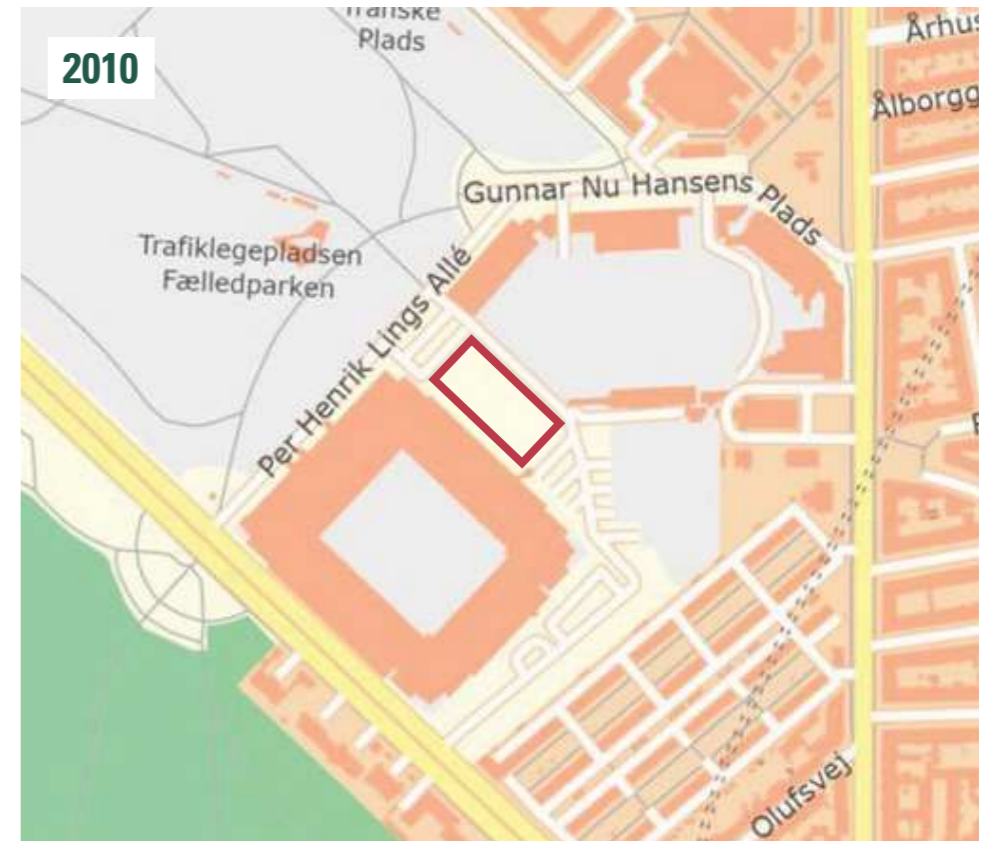 2010
Plads
Århus
Ålborgg
Gunnar Nu Hansens Plads
Trafiklegepladsen
Fælledparken
Per Henrik Lings Allé
Olufsvej